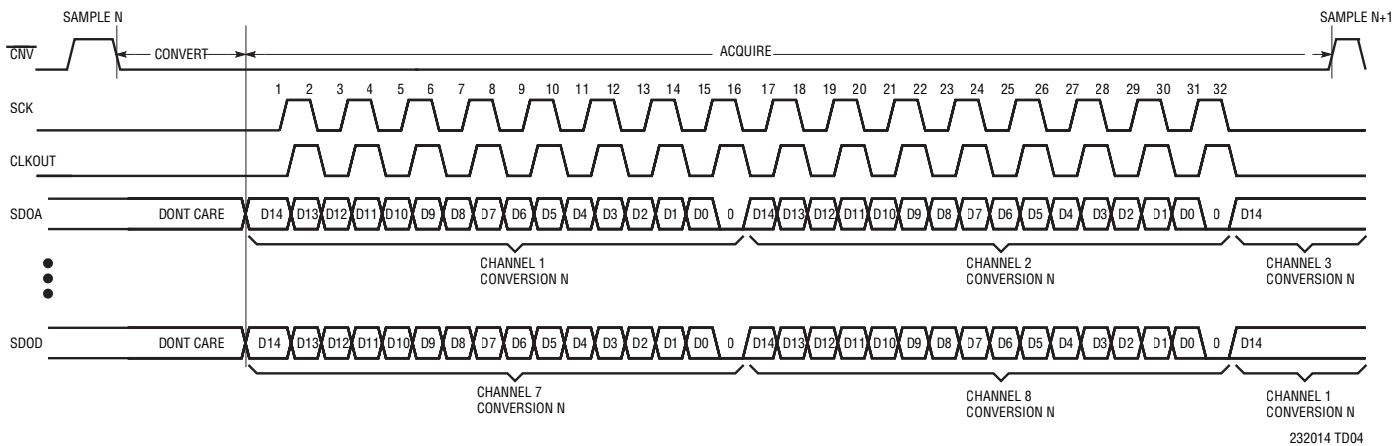 SAMPLE N SAMPLE N+1
CNV CONVERT ACQUIRE
1 2 3 4 5 6 7 8 9 10 11 12 13 14 15 16 17 18 19 20 21 22 23 24 25 26 27 28 29 30 31 32
SCK
CLKOUT
SDOA DONT CARE D14 D13 D12 D11 D10 D9 D8 D7 D6 D5 D4 D3 D2 D1 D0 0 D14 D13 D12 D11 D10 D9 D8 D7 D6 D5 D4 D3 D2 D1 D0 0 D14
CHANNEL 1 CHANNEL 2 CHANNEL 3
CONVERSION N CONVERSION N CONVERSION N
SDOD DONT CARE D14 D13 D12 D11 D10 D9 D8 D7 D6 D5 D4 D3 D2 D1 D0 0 D14 D13 D12 D11 D10 D9 D8 D7 D6 D5 D4 D3 D2 D1 D0 0 D14
CHANNEL 7 CHANNEL 8 CHANNEL 1
CONVERSION N CONVERSION N CONVERSION N
232014 TD04